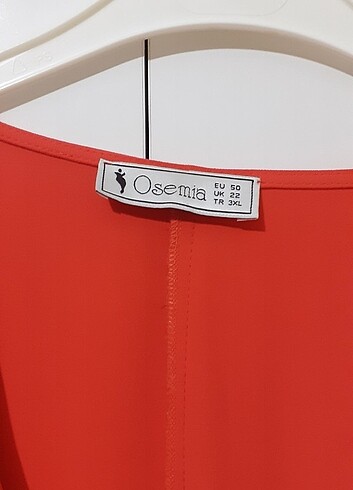 Osemia
EU 50
UK 22
TR 3XL